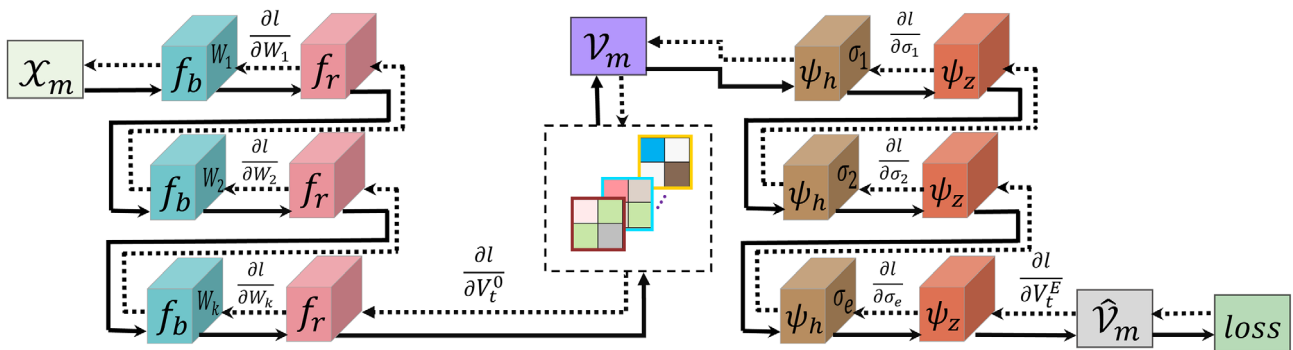 𝒳_m
f_b W_1
∂l/∂W_1
f_r
f_b W_2
∂l/∂W_2
f_r
f_b W_k
∂l/∂W_k
f_r
∂l/∂V_t^0
𝒱_m
ψ_h σ_1
∂l/∂σ_1
ψ_z
ψ_h σ_2
∂l/∂σ_2
ψ_z
ψ_h σ_e
∂l/∂σ_e
ψ_z
∂l/∂V_t^E
𝒱̂_m
loss